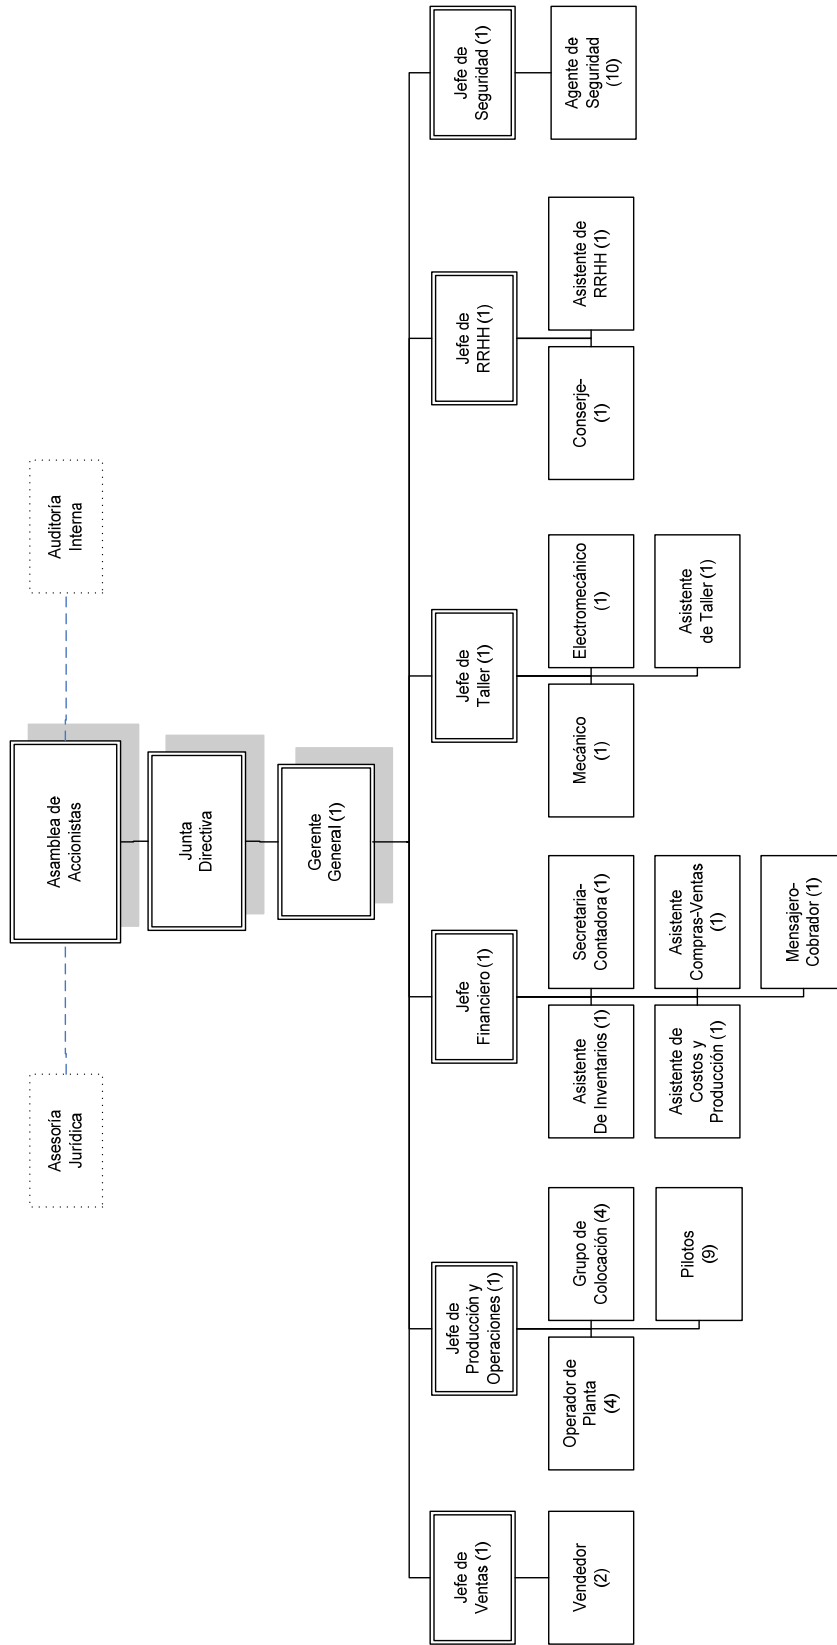 Asesoría
Jurídica
Asamblea de
Accionistas
Auditoría
Interna
Junta
Directiva
Gerente
General (1)
Jefe de
Ventas (1)
Jefe de
Producción y
Operaciones (1)
Jefe
Financiero (1)
Jefe de
Taller (1)
Jefe de
RRHH (1)
Jefe de
Seguridad (1)
Vendedor
(2)
Operador de
Planta
(4)
Grupo de
Colocación (4)
Pilotos
(9)
Asistente
De Inventarios (1)
Secretaria-
Contadora (1)
Asistente de
Costos y
Producción (1)
Asistente
Compras-Ventas
(1)
Mensajero-
Cobrador (1)
Mecánico
(1)
Electromecánico
(1)
Asistente
de Taller (1)
Conserje-
(1)
Asistente de
RRHH (1)
Agente de
Seguridad
(10)